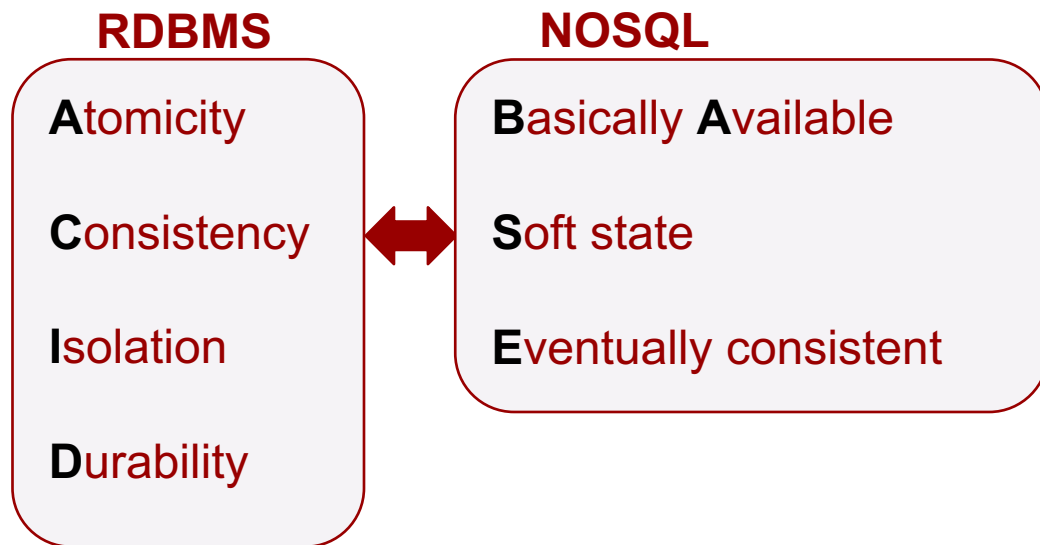 RDBMS
Atomicity
Consistency
Isolation
Durability
NOSQL
Basically Available
Soft state
Eventually consistent